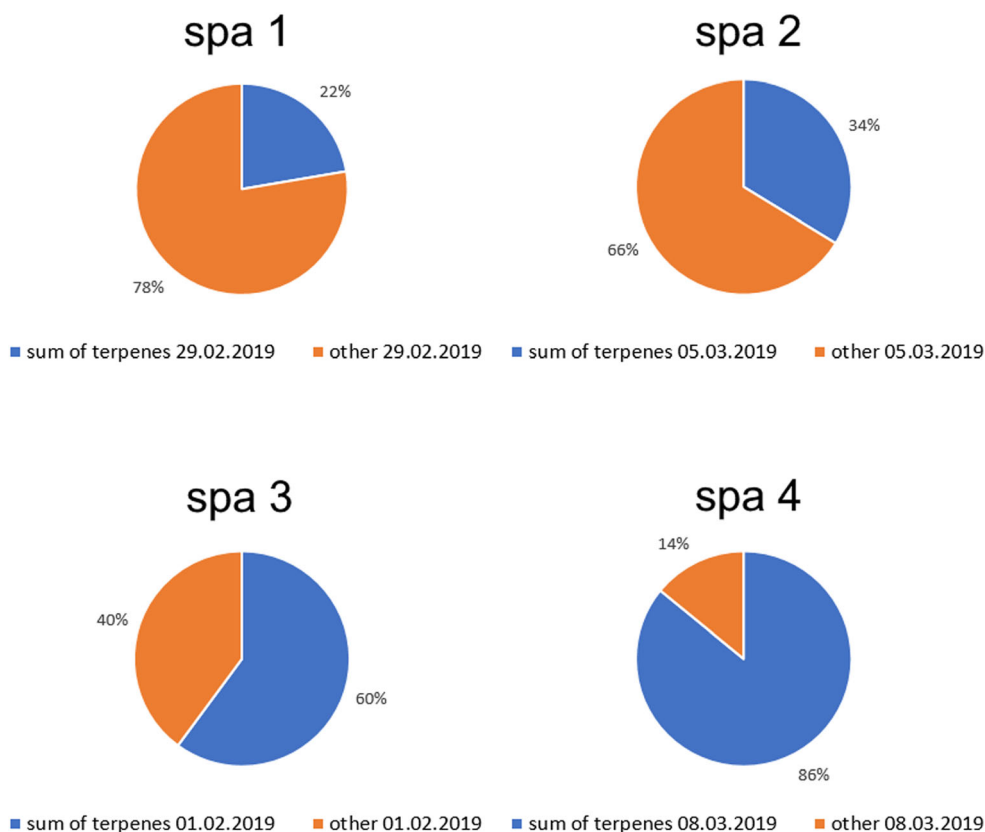 spa 1
spa 2
22%
78%
34%
66%
sum of terpenes 29.02.2019 other 29.02.2019
sum of terpenes 05.03.2019 other 05.03.2019
spa 3
spa 4
40%
60%
14%
86%
sum of terpenes 01.02.2019 other 01.02.2019
sum of terpenes 08.03.2019 other 08.03.2019